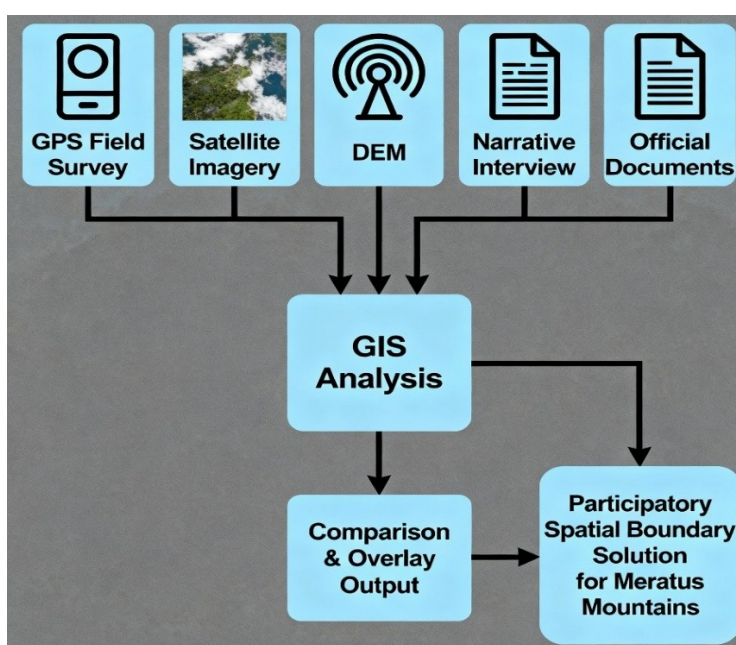 GPS Field
Survey
Satellite
Imagery
DEM
Narrative
Interview
Official
Documents
GIS
Analysis
Comparison
& Overlay
Output
Participatory
Spatial Boundary
Solution
for Meratus
Mountains